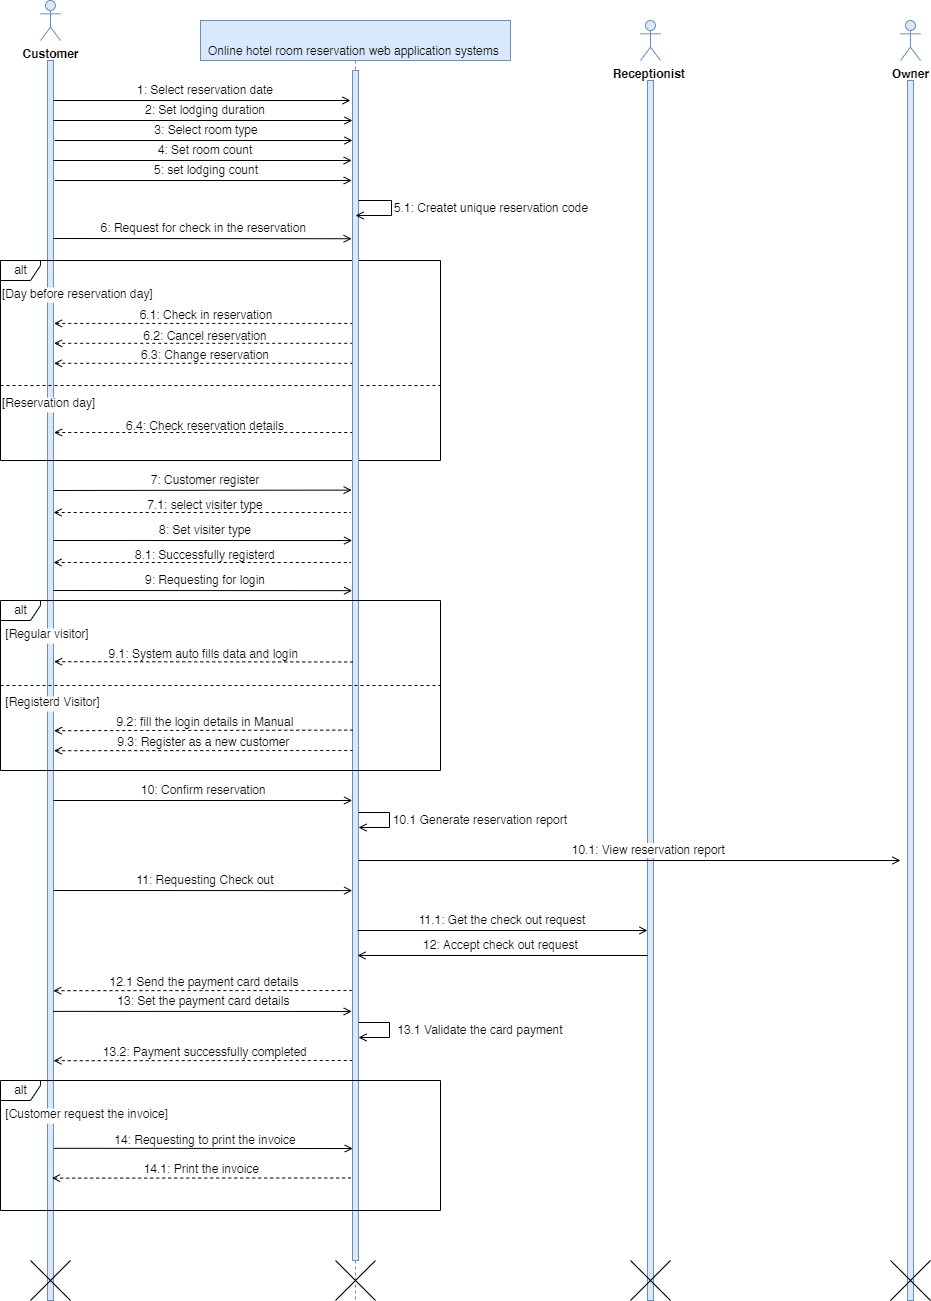 Customer
Online hotel room reservation web application systems
Receptionist
Owner
1: Select reservation date
2: Set lodging duration
3: Select room type
4: Set room count
5: set lodging count
5.1: Createt unique reservation code
6: Request for check in the reservation
alt
[Day before reservation day]
6.1: Check in reservation
6.2: Cancel reservation
6.3: Change reservation
[Reservation day]
6.4: Check reservation details
7: Customer register
7.1: select visiter type
8: Set visiter type
8.1: Successfully registerd
9: Requesting for login
alt
[Regular visitor]
9.1: System auto fills data and login
[Registerd Visitor]
9.2: fill the login details in Manual
9.3: Register as a new customer
10: Confirm reservation
10.1 Generate reservation report
10.1: View reservation report
11: Requesting Check out
11.1: Get the check out request
12: Accept check out request
12.1 Send the payment card details
13: Set the payment card details
13.1 Validate the card payment
13.2: Payment successfully completed
alt
[Customer request the invoice]
14: Requesting to print the invoice
14.1: Print the invoice